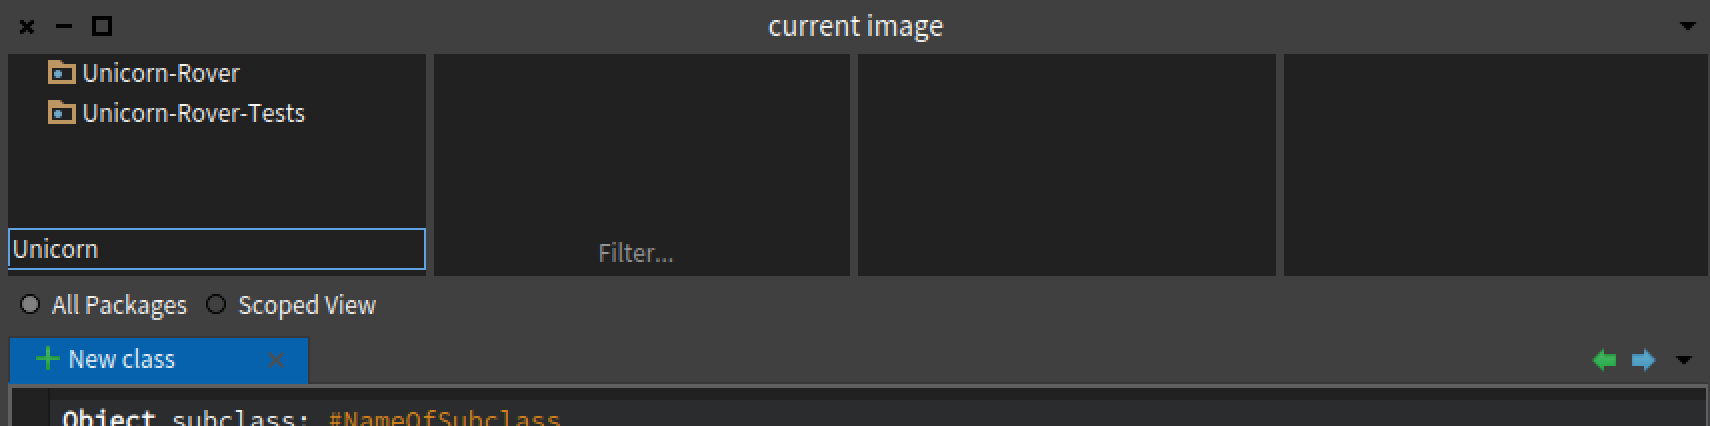 current image
Unicorn-Rover
Unicorn-Rover-Tests
Unicorn
Filter...
All Packages Scoped View
New class
Object subclass: #NameOfSubclass